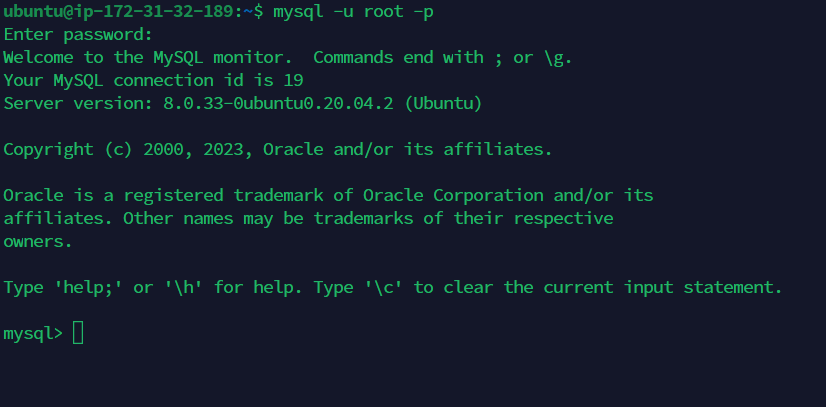 ubuntu@ip-172-31-32-189:~$ mysql -u root -p
Enter password:
Welcome to the MySQL monitor.  Commands end with ; or \g.
Your MySQL connection id is 19
Server version: 8.0.33-0ubuntu0.20.04.2 (Ubuntu)

Copyright (c) 2000, 2023, Oracle and/or its affiliates.

Oracle is a registered trademark of Oracle Corporation and/or its
affiliates. Other names may be trademarks of their respective
owners.

Type 'help;' or '\h' for help. Type '\c' to clear the current input statement.

mysql>